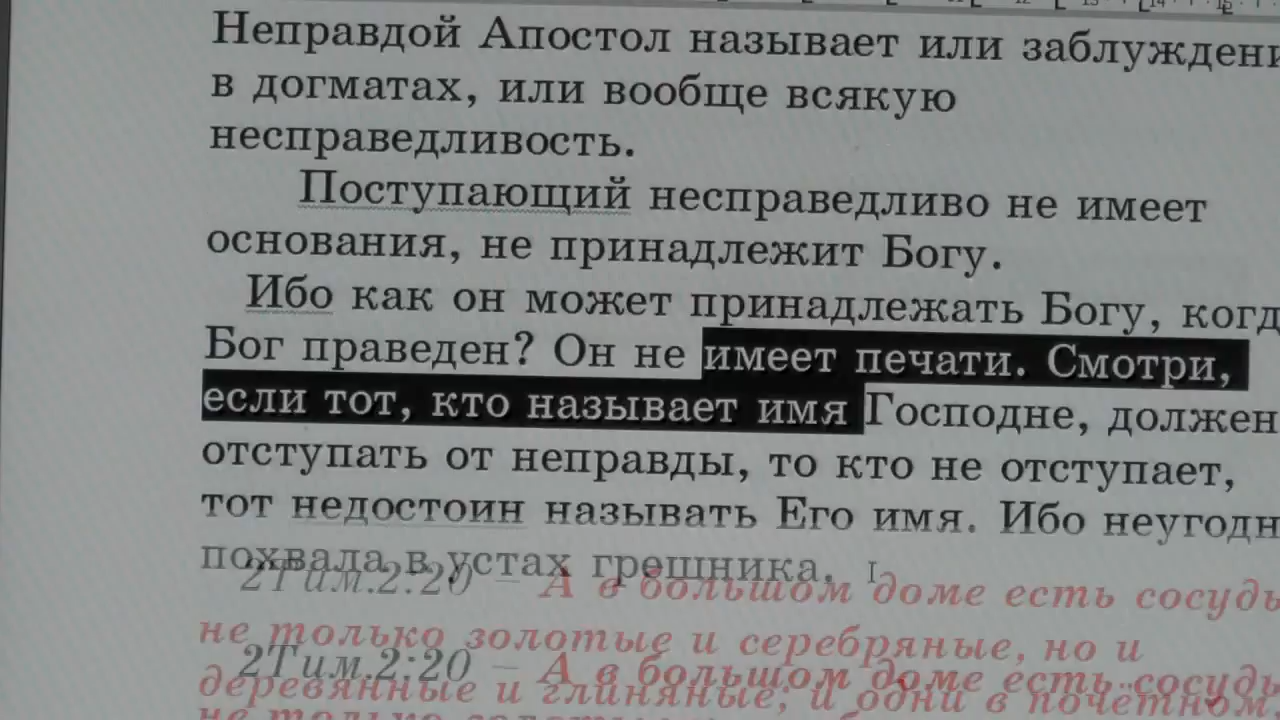 Неправдой Апостол называет или заблуждени
в догматах, или вообще всякую
несправедливость.
Поступающий несправедливо не имеет
основания, не принадлежит Богу.
Ибо как он может принадлежать Богу, когд
Бог праведен? Он не имеет печати. Смотри,
если тот, кто называет имя Господне, должен
отступать от неправды, то кто не отступает,
тот недостоин называть Его имя. Ибо неугодн
похвала в устах грешника.
2Тим.2:20 – А в большом доме есть сосуды
не только золотые и серебряные, но и
2Тим.2:20 – А в большом доме есть сосуды
деревянные и глиняные; и одни в почётном